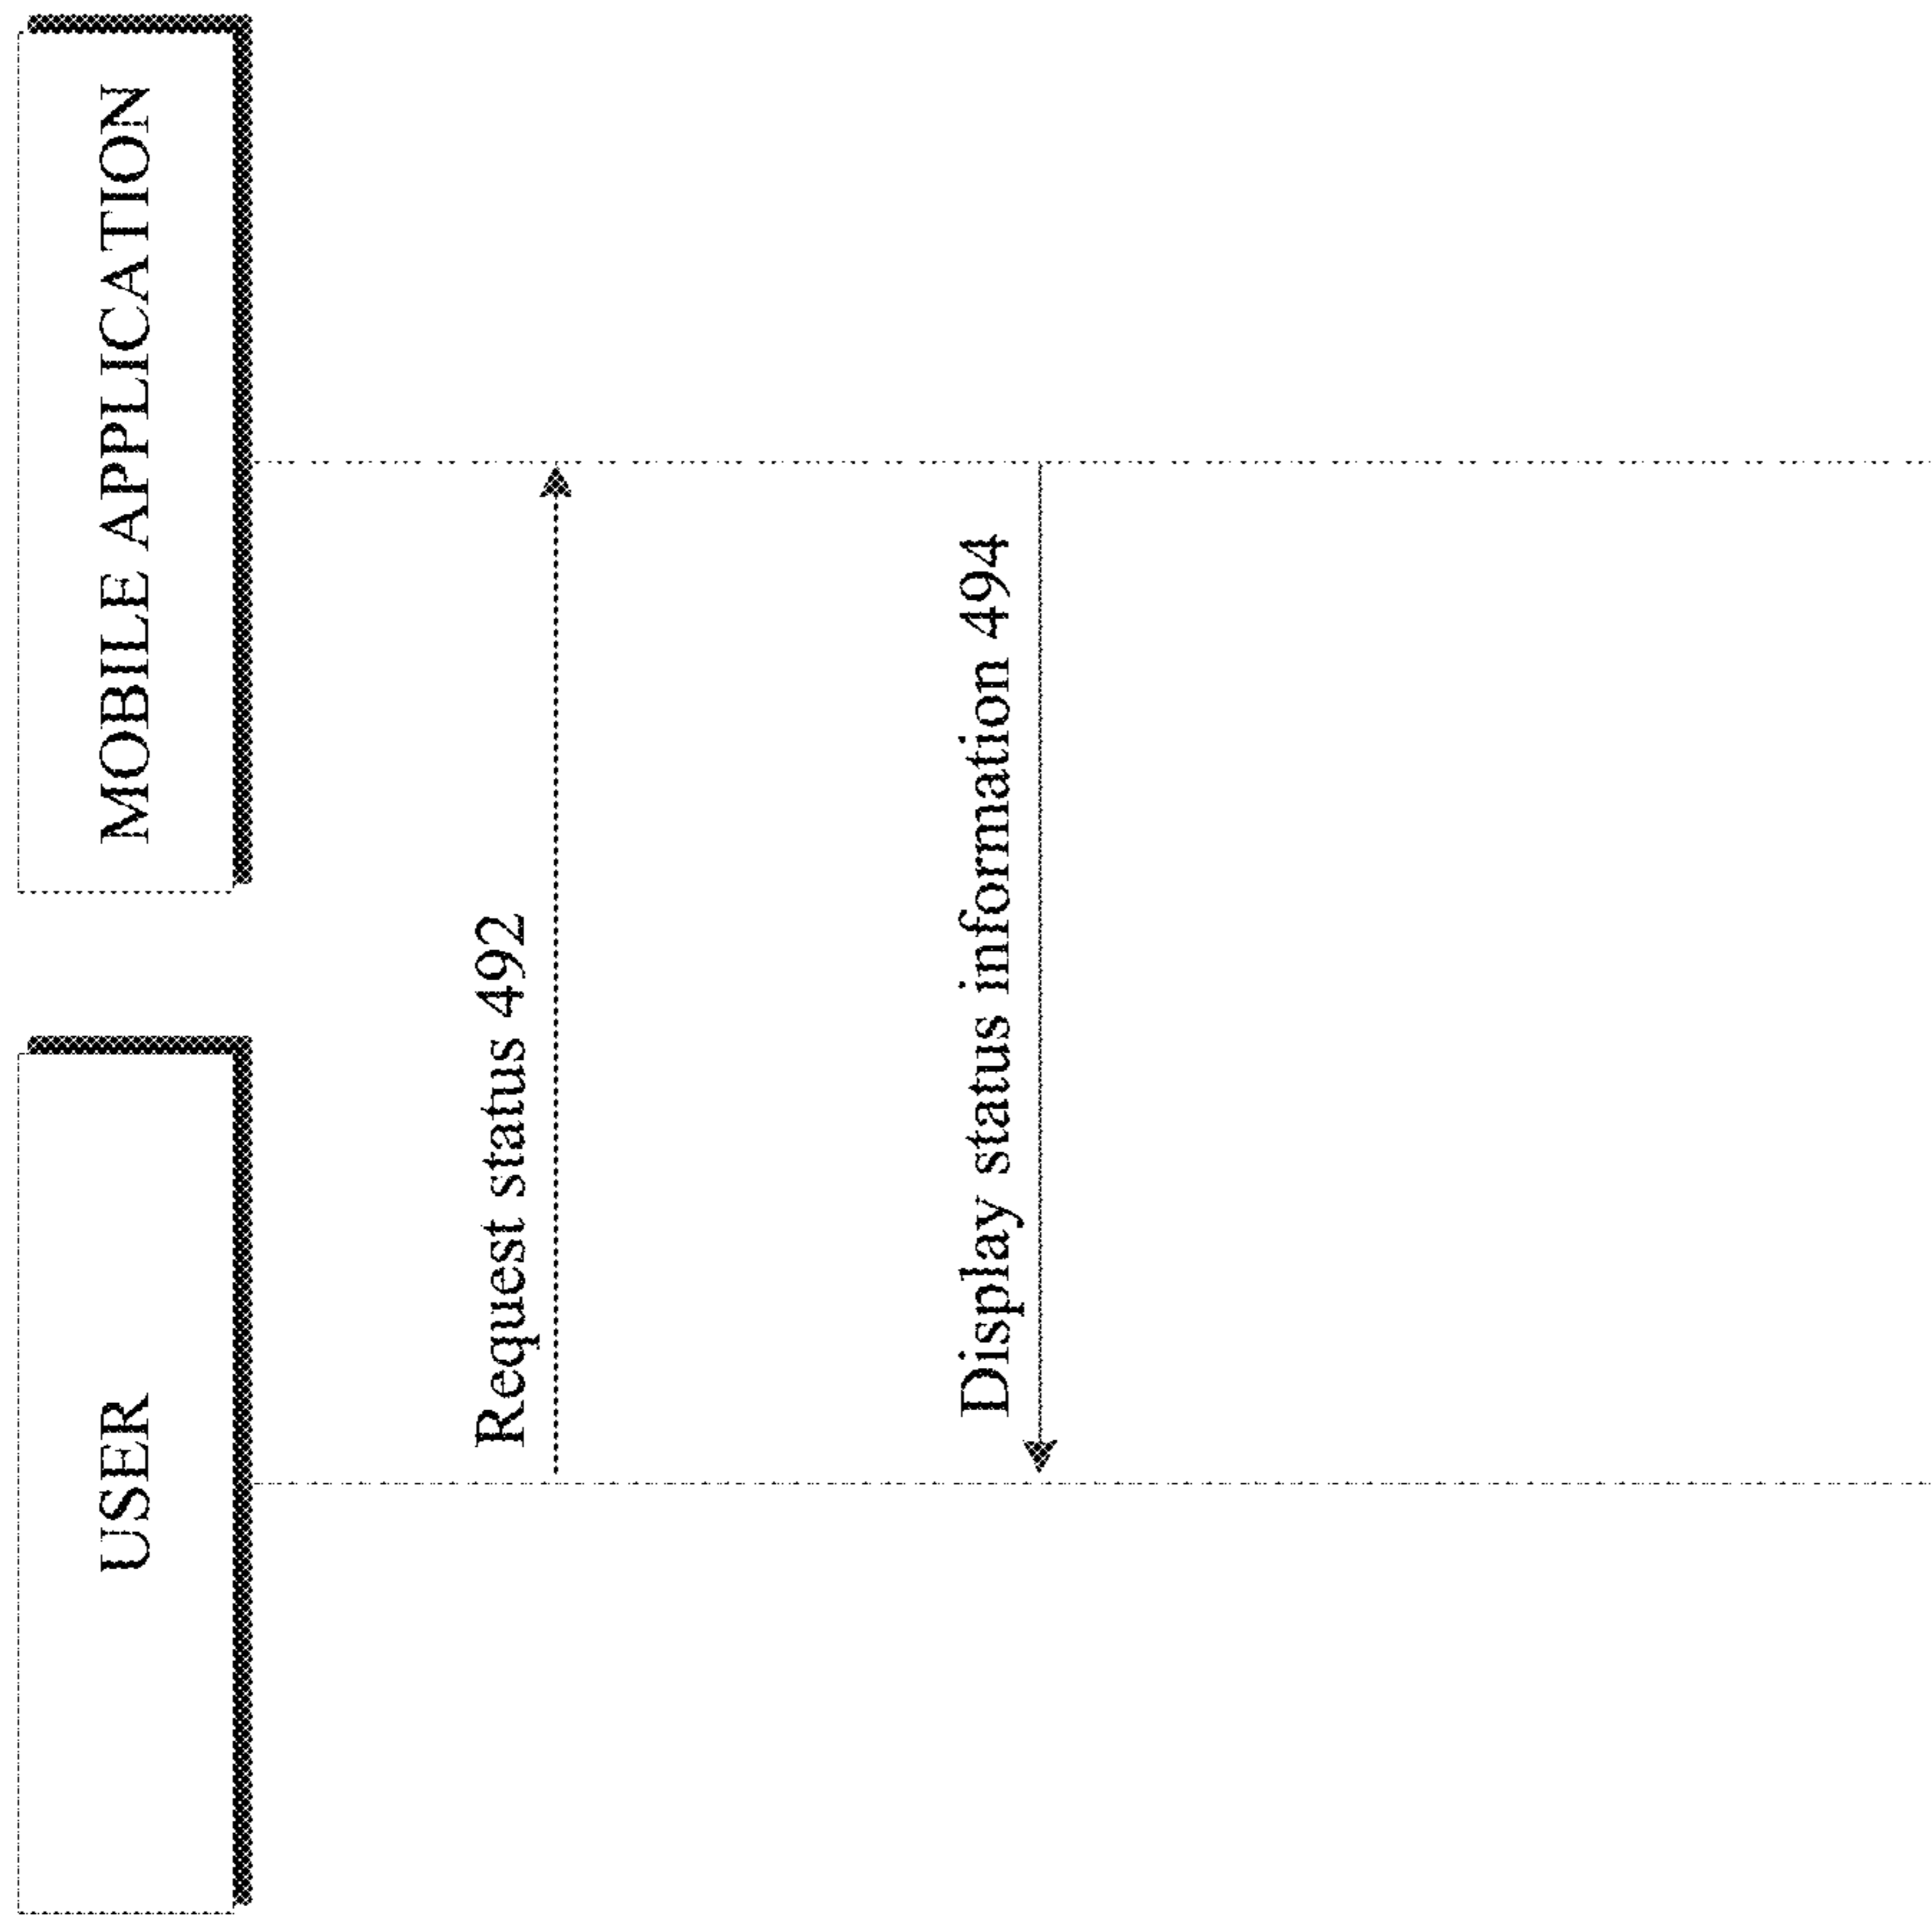 USER
MOBILE APPLICATION
Request status 492
Display status information 494